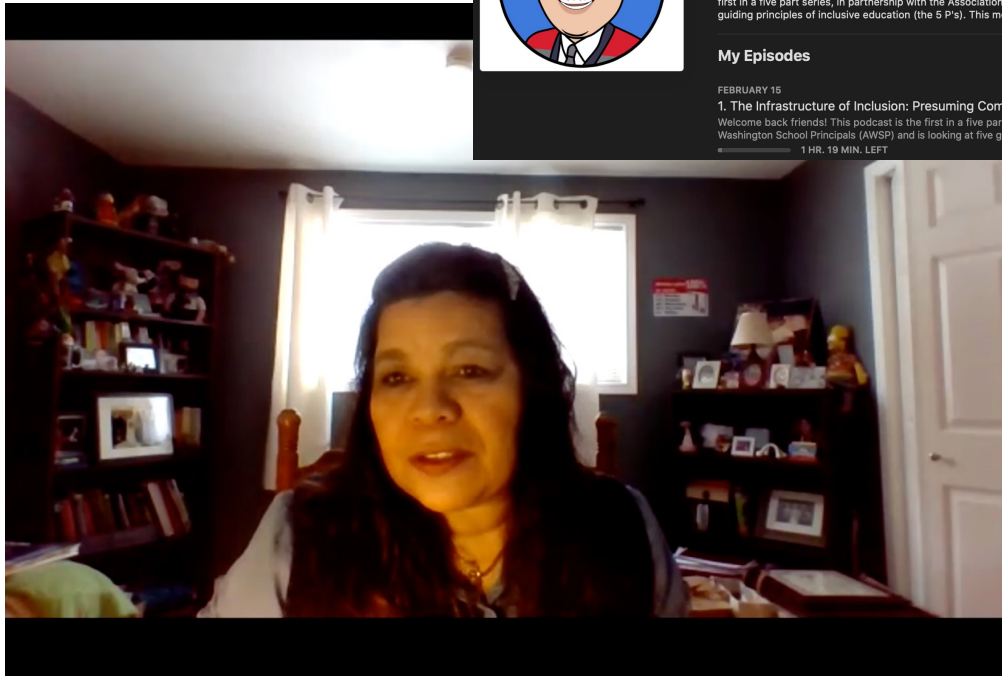 first in a five part series, in partnership with the Association
guiding principles of inclusive education (the 5 P's). This m
My Episodes
FEBRUARY 15
1. The Infrastructure of Inclusion: Presuming Com
Welcome back friends! This podcast is the first in a five par
Washington School Principals (AWSP) and is looking at five g
1 HR. 19 MIN. LEFT